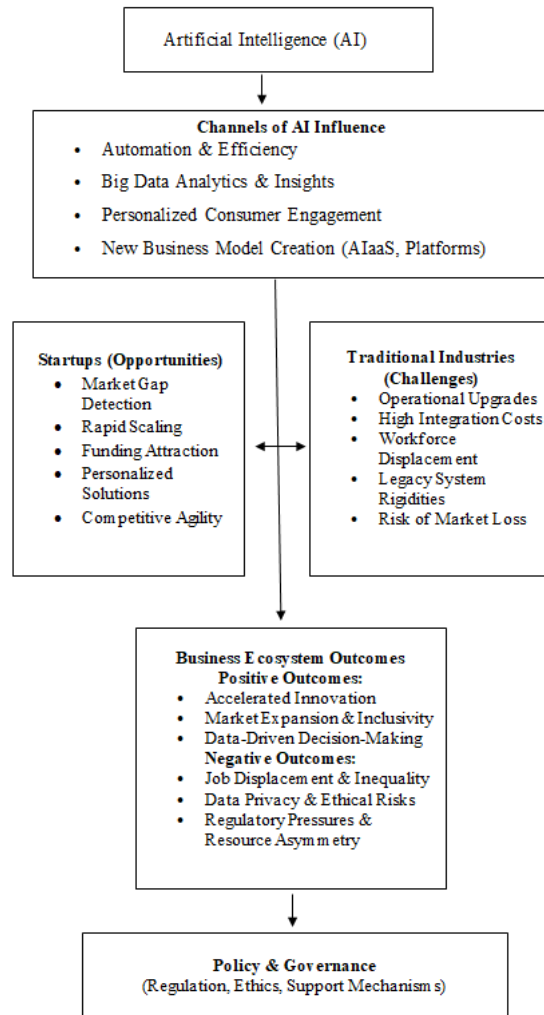 Artificial Intelligence (AI)
Channels of AI Influence
• Automation & Efficiency
• Big Data Analytics & Insights
• Personalized Consumer Engagement
• New Business Model Creation (AIaaS, Platforms)
Startups (Opportunities)
• Market Gap
Detection
• Rapid Scaling
• Funding Attraction
• Personalized
Solutions
• Competitive Agility
Traditional Industries
(Challenges)
• Operational Upgrades
• High Integration Costs
• Workforce
Displacement
• Legacy System
Rigidities
• Risk of Market Loss
Business Ecosystem Outcomes
Positive Outcomes:
• Accelerated Innovation
• Market Expansion & Inclusivity
• Data-Driven Decision-Making
Negative Outcomes:
• Job Displacement & Inequality
• Data Privacy & Ethical Risks
• Regulatory Pressures &
Resource Asymmetry
Policy & Governance
(Regulation, Ethics, Support Mechanisms)